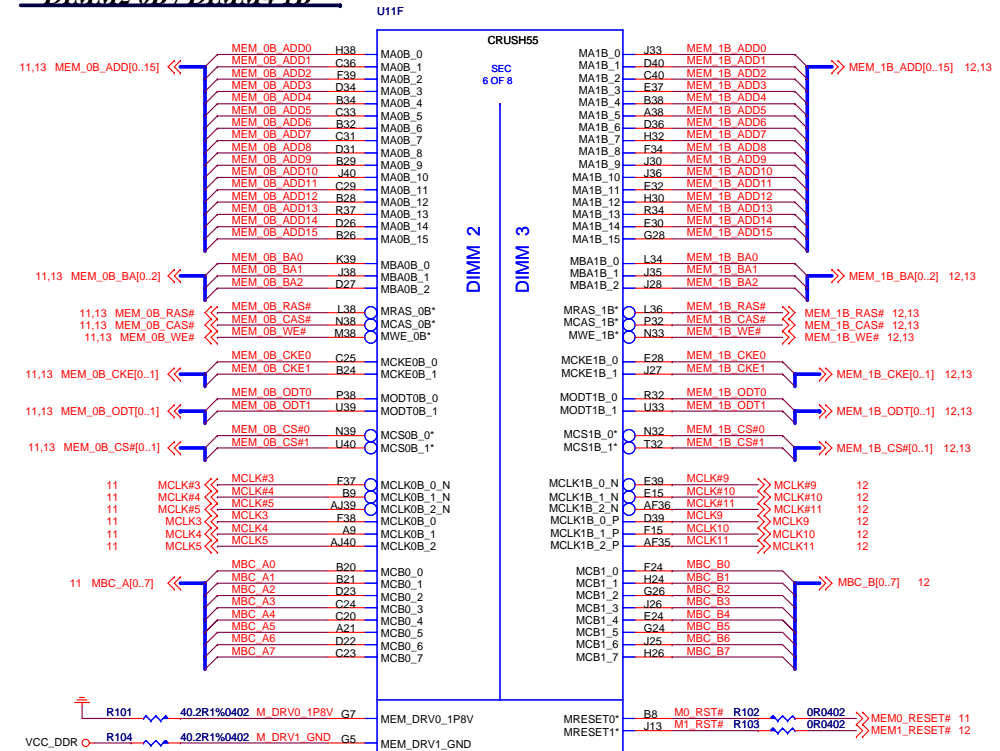 U11F
CRUSH55
SEC
6 OF 8
DIMM 2
DIMM 3
11,13 MEM_0B_ADD[0..15]
MEM_0B_ADD0 H38 MA0B_0
MEM_0B_ADD1 C36 MA0B_1
MEM_0B_ADD2 F39 MA0B_2
MEM_0B_ADD3 D34 MA0B_3
MEM_0B_ADD4 B34 MA0B_4
MEM_0B_ADD5 C33 MA0B_5
MEM_0B_ADD6 B32 MA0B_6
MEM_0B_ADD7 C31 MA0B_7
MEM_0B_ADD8 D31 MA0B_8
MEM_0B_ADD9 B29 MA0B_9
MEM_0B_ADD10 J40 MA0B_10
MEM_0B_ADD11 C29 MA0B_11
MEM_0B_ADD12 B28 MA0B_12
MEM_0B_ADD13 R37 MA0B_13
MEM_0B_ADD14 D26 MA0B_14
MEM_0B_ADD15 B26 MA0B_15
11,13 MEM_0B_BA[0..2]
MEM_0B_BA0 K39 MBA0B_0
MEM_0B_BA1 J38 MBA0B_1
MEM_0B_BA2 D27 MBA0B_2
11,13 MEM_0B_RAS# MEM_0B_RAS# L38 MRAS_0B*
11,13 MEM_0B_CAS# MEM_0B_CAS# N38 MCAS_0B*
11,13 MEM_0B_WE# MEM_0B_WE# M38 MWE_0B*
11,13 MEM_0B_CKE[0..1]
MEM_0B_CKE0 C25 MCKE0B_0
MEM_0B_CKE1 B24 MCKE0B_1
11,13 MEM_0B_ODT[0..1]
MEM_0B_ODT0 P38 MODT0B_0
MEM_0B_ODT1 U39 MODT0B_1
11,13 MEM_0B_CS#[0..1]
MEM_0B_CS#0 N39 MCS0B_0*
MEM_0B_CS#1 U40 MCS0B_1*
11 MCLK#3 MCLK#3 F37 MCLK0B_0_N
11 MCLK#4 MCLK#4 B9 MCLK0B_1_N
11 MCLK#5 MCLK#5 AJ39 MCLK0B_2_N
11 MCLK3 MCLK3 F38 MCLK0B_0
11 MCLK4 MCLK4 A9 MCLK0B_1
11 MCLK5 MCLK5 AJ40 MCLK0B_2
11 MBC_A[0..7]
MBC_A0 B20 MCB0_0
MBC_A1 B21 MCB0_1
MBC_A2 D23 MCB0_2
MBC_A3 C24 MCB0_3
MBC_A4 C20 MCB0_4
MBC_A5 A21 MCB0_5
MBC_A6 D22 MCB0_6
MBC_A7 C23 MCB0_7
R101 40.2R1%0402 M_DRV0_1P8V G7 MEM_DRV0_1P8V
VCC_DDR R104 40.2R1%0402 M_DRV1_GND G5 MEM_DRV1_GND
MA1B_0 J33 MEM_1B_ADD0
MA1B_1 D40 MEM_1B_ADD1
MA1B_2 C40 MEM_1B_ADD2
MA1B_3 E37 MEM_1B_ADD3
MA1B_4 B38 MEM_1B_ADD4
MA1B_5 A38 MEM_1B_ADD5
MA1B_6 D36 MEM_1B_ADD6
MA1B_7 H32 MEM_1B_ADD7
MA1B_8 F34 MEM_1B_ADD8
MA1B_9 J30 MEM_1B_ADD9
MA1B_10 J36 MEM_1B_ADD10
MA1B_11 E32 MEM_1B_ADD11
MA1B_12 H30 MEM_1B_ADD12
MA1B_13 R34 MEM_1B_ADD13
MA1B_14 E30 MEM_1B_ADD14
MA1B_15 G28 MEM_1B_ADD15
MEM_1B_ADD[0..15] 12,13
MBA1B_0 L34 MEM_1B_BA0
MBA1B_1 J35 MEM_1B_BA1
MBA1B_2 J28 MEM_1B_BA2
MEM_1B_BA[0..2] 12,13
MRAS_1B* L36 MEM_1B_RAS# MEM_1B_RAS# 12,13
MCAS_1B* P32 MEM_1B_CAS# MEM_1B_CAS# 12,13
MWE_1B* N33 MEM_1B_WE# MEM_1B_WE# 12,13
MCKE1B_0 E28 MEM_1B_CKE0
MCKE1B_1 J27 MEM_1B_CKE1
MEM_1B_CKE[0..1] 12,13
MODT1B_0 R32 MEM_1B_ODT0
MODT1B_1 U33 MEM_1B_ODT1
MEM_1B_ODT[0..1] 12,13
MCS1B_0* N32 MEM_1B_CS#0
MCS1B_1* T32 MEM_1B_CS#1
MEM_1B_CS#[0..1] 12,13
MCLK1B_0_N E39 MCLK#9 MCLK#9 12
MCLK1B_1_N E15 MCLK#10 MCLK#10 12
MCLK1B_2_N AF36 MCLK#11 MCLK#11 12
MCLK1B_0_P D39 MCLK9 MCLK9 12
MCLK1B_1_P F15 MCLK10 MCLK10 12
MCLK1B_2_P AF35 MCLK11 MCLK11 12
MCB1_0 F24 MBC_B0
MCB1_1 H24 MBC_B1
MCB1_2 G26 MBC_B2
MCB1_3 J26 MBC_B3
MCB1_4 E24 MBC_B4
MCB1_5 G24 MBC_B5
MCB1_6 J25 MBC_B6
MCB1_7 H26 MBC_B7
MBC_B[0..7] 12
MRESET0* B8 M0_RST# R102 0R0402 MEM0_RESET# 11
MRESET1* J13 M1_RST# R103 0R0402 MEM1_RESET# 12